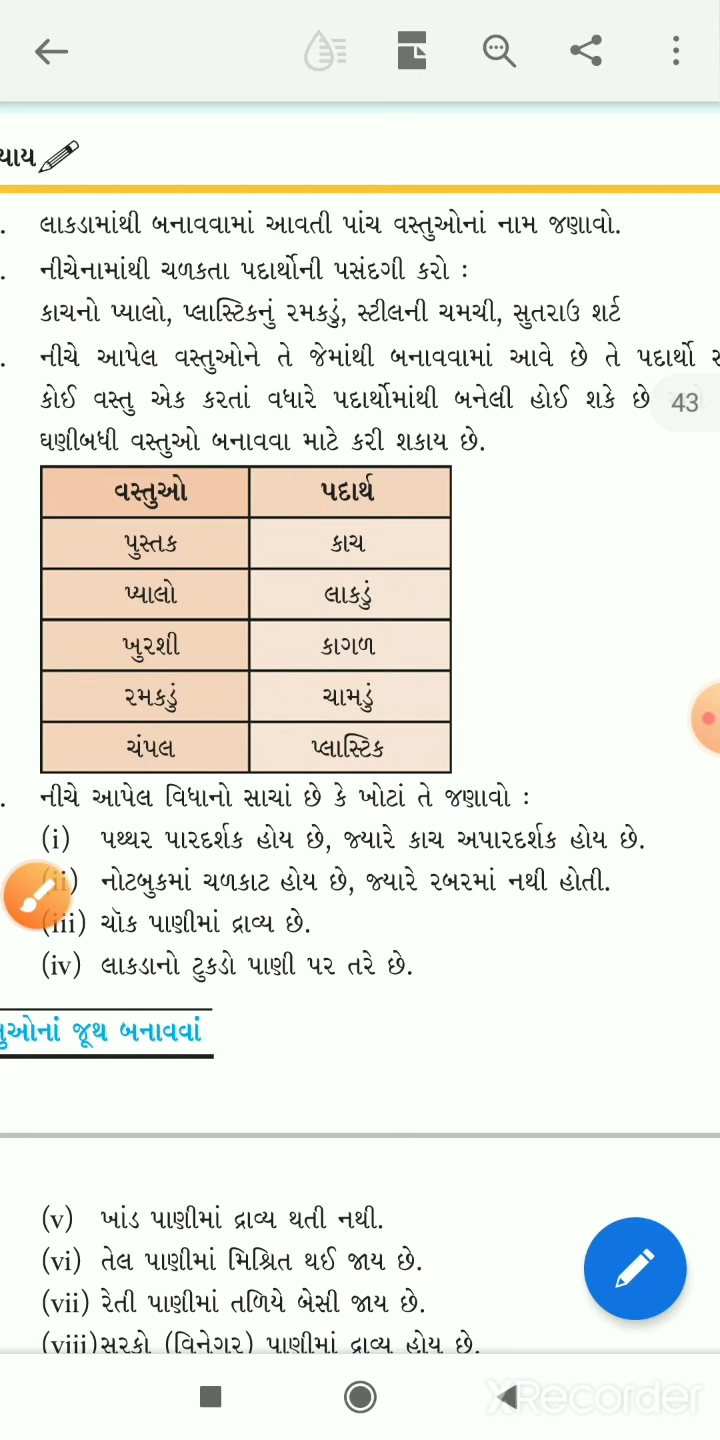 યાય
. લાકડામાંથી બનાવવામાં આવતી પાંચ વસ્તુઓનાં નામ જણાવો.
. નીચેનામાંથી ચળકતા પદાર્થોની પસંદગી કરો :
કાચનો પ્યાલો, પ્લાસ્ટિકનું રમકડું, સ્ટીલની ચમચી, સુતરાઉ શર્ટ
. નીચે આપેલ વસ્તુઓને તે જેમાંથી બનાવવામાં આવે છે તે પદાર્થો
કોઈ વસ્તુ એક કરતાં વધારે પદાર્થોમાંથી બનેલી હોઈ શકે છે 43
ઘણીબધી વસ્તુઓ બનાવવા માટે કરી શકાય છે.
વસ્તુઓ પદાર્થ
પુસ્તક કાચ
પ્યાલો લાકડું
ખુરશી કાગળ
રમકડું ચામડું
ચંપલ પ્લાસ્ટિક
. નીચે આપેલ વિધાનો સાચાં છે કે ખોટાં તે જણાવો :
(i) પથ્થર પારદર્શક હોય છે, જ્યારે કાચ અપારદર્શક હોય છે.
(ii) નોટબુકમાં ચળકાટ હોય છે, જ્યારે રબરમાં નથી હોતી.
(iii) ચૉક પાણીમાં દ્રાવ્ય છે.
(iv) લાકડાનો ટુકડો પાણી પર તરે છે.
તુઓનાં જૂથ બનાવવાં
(v) ખાંડ પાણીમાં દ્રાવ્ય થતી નથી.
(vi) તેલ પાણીમાં મિશ્રિત થઈ જાય છે.
(vii) રેતી પાણીમાં તળિયે બેસી જાય છે.
(viii) સરકો (વિનેગર) પાણીમાં દ્રાવ્ય હોય છે.
XRecorder